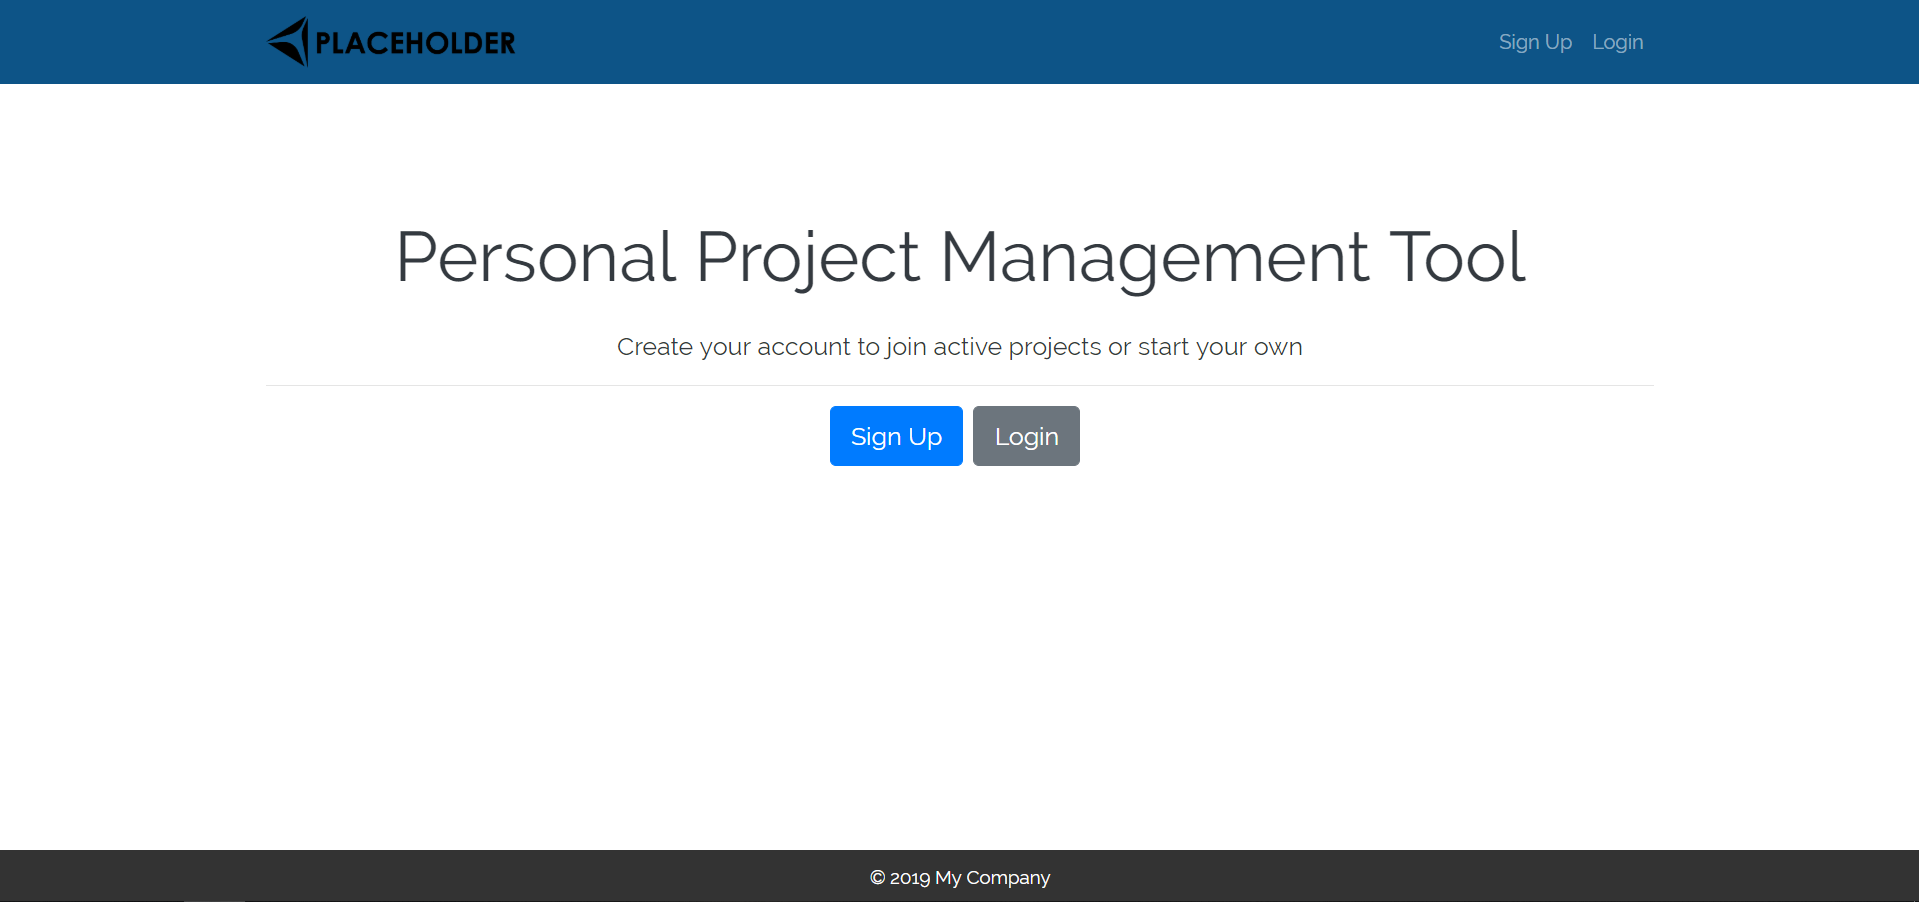 PLACEHOLDER
Sign Up Login
Personal Project Management Tool
Create your account to join active projects or start your own
Sign Up Login
© 2019 My Company